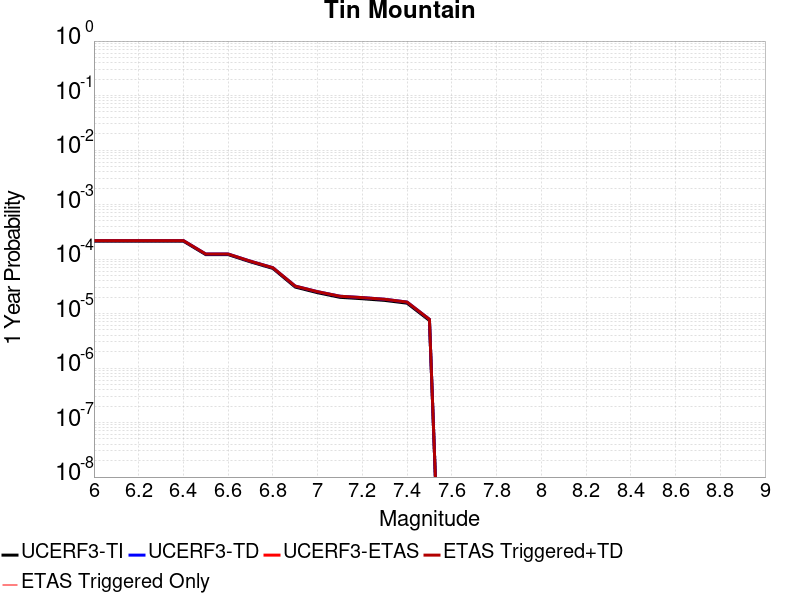 Tin Mountain
10^0
10^-1
10^-2
10^-3
10^-4
10^-5
10^-6
10^-7
10^-8
1 Year Probability
6 6.2 6.4 6.6 6.8 7 7.2 7.4 7.6 7.8 8 8.2 8.4 8.6 8.8 9
Magnitude
UCERF3-TI UCERF3-TD UCERF3-ETAS ETAS Triggered+TD
ETAS Triggered Only